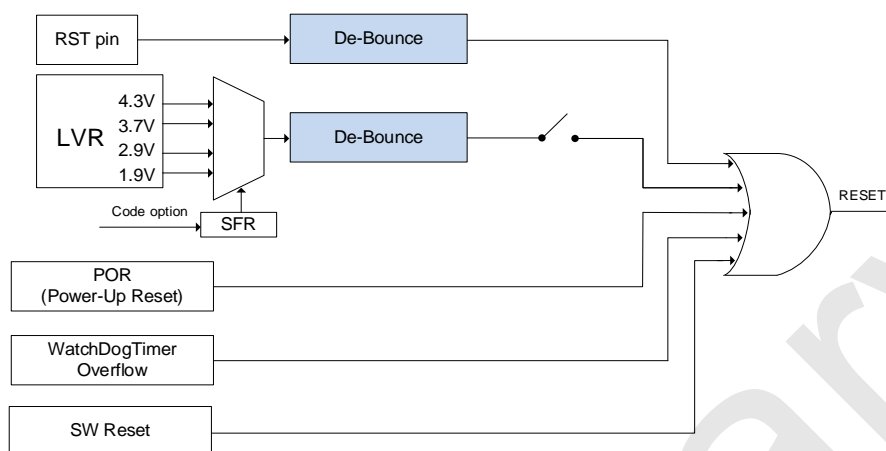 RST pin
De-Bounce
LVR
4.3V
3.7V
2.9V
1.9V
De-Bounce
Code option
SFR
RESET
POR
(Power-Up Reset)
WatchDogTimer
Overflow
SW Reset